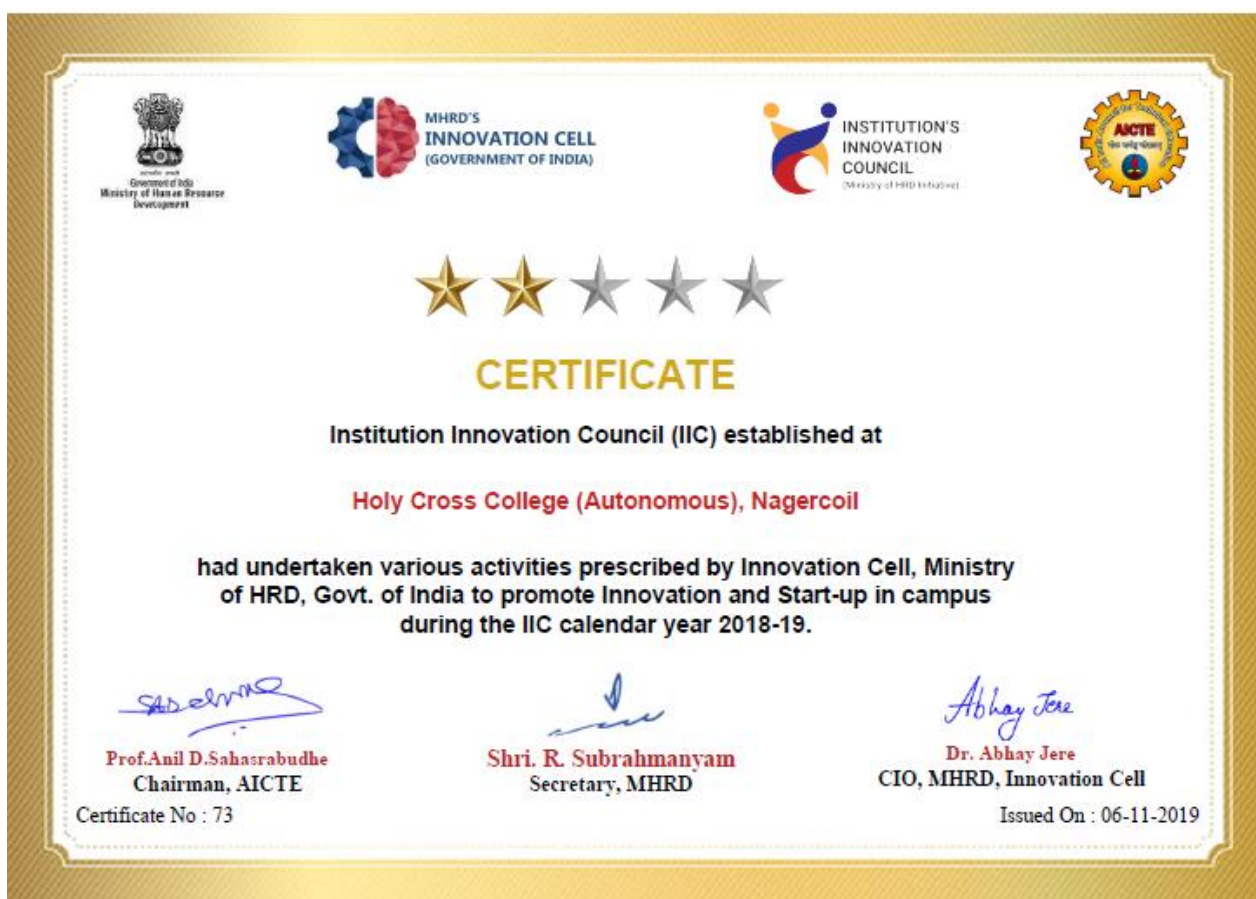 Government of India
Ministry of Human Resource
Development
MHRD'S
INNOVATION CELL
(GOVERNMENT OF INDIA)
INSTITUTION'S
INNOVATION
COUNCIL
(Ministry of HRD Initiative)
AICTE
CERTIFICATE
Institution Innovation Council (IIC) established at
Holy Cross College (Autonomous), Nagercoil
had undertaken various activities prescribed by Innovation Cell, Ministry
of HRD, Govt. of India to promote Innovation and Start-up in campus
during the IIC calendar year 2018-19.
Abhay Jere
Prof.Anil D.Sahasrabudhe
Chairman, AICTE
Shri. R. Subrahmanyam
Secretary, MHRD
Dr. Abhay Jere
CIO, MHRD, Innovation Cell
Certificate No : 73
Issued On : 06-11-2019